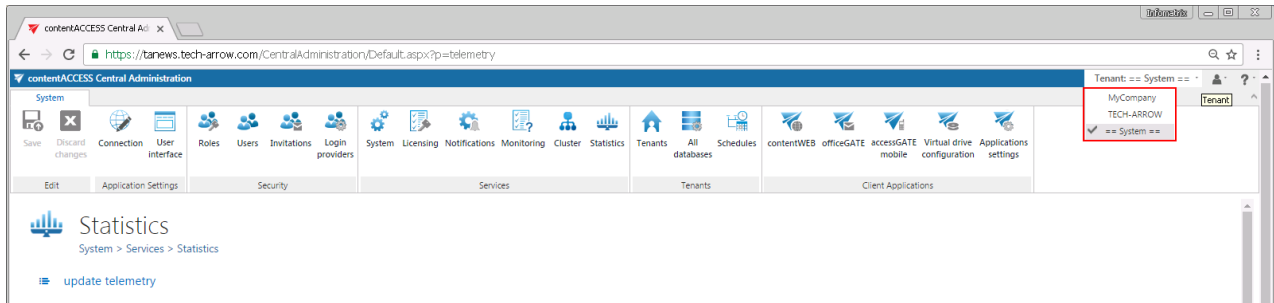 Infomatrix
contentACCESS Central Ad
https://tanews.tech-arrow.com/CentralAdministration/Default.aspx?p=telemetry
contentACCESS Central Administration
Tenant: == System ==
?
System
MyCompany
TECH-ARROW
== System ==
Tenant
Save
Discard changes
Connection
User interface
Roles
Users
Invitations
Login providers
System
Licensing
Notifications
Monitoring
Cluster
Statistics
Tenants
All databases
Schedules
contentWEB
officeGATE
accessGATE mobile
Virtual drive configuration
Applications settings
Edit
Application Settings
Security
Services
Tenants
Client Applications
Statistics
System > Services > Statistics
update telemetry